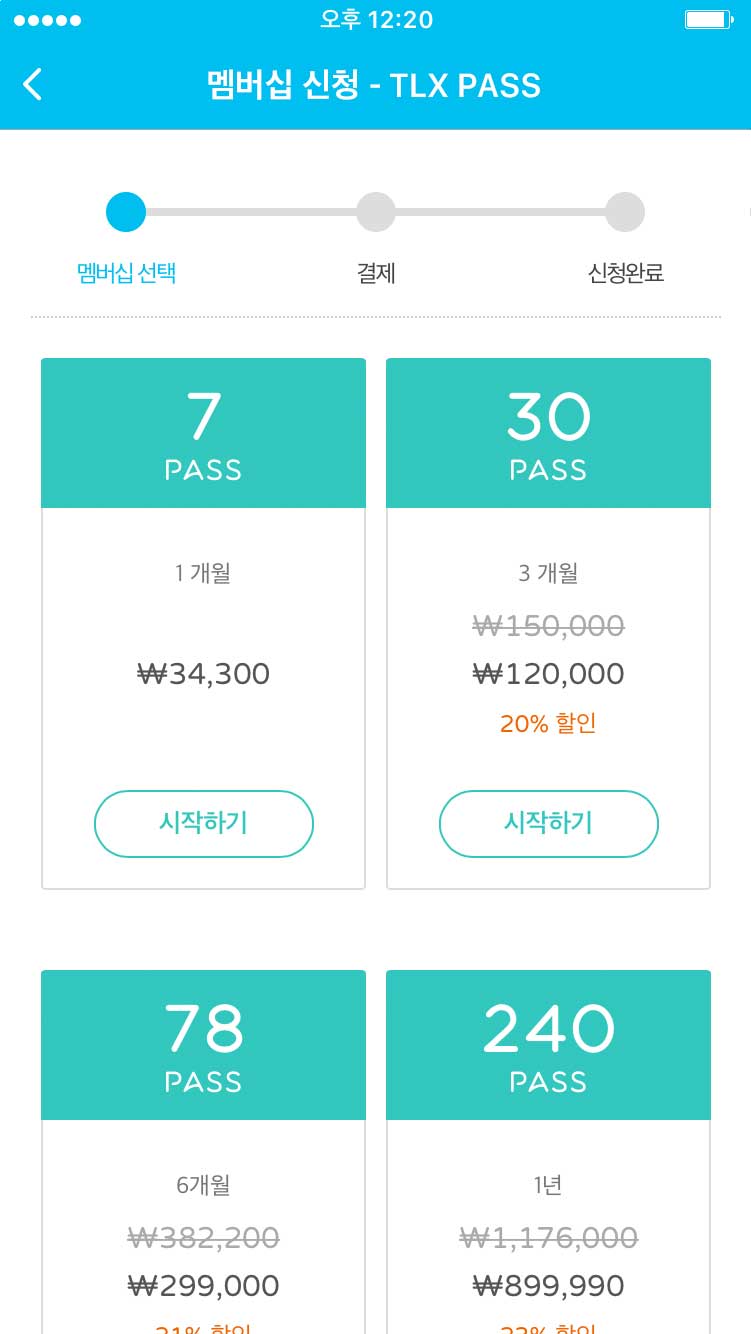 오후 12:20
멤버십 신청 - TLX PASS
멤버십 선택
결제
신청완료
7
PASS
1 개월
₩34,300
시작하기
30
PASS
3 개월
₩150,000
₩120,000
20% 할인
시작하기
78
PASS
6개월
₩382,200
₩299,000
240
PASS
1년
₩1,176,000
₩899,990